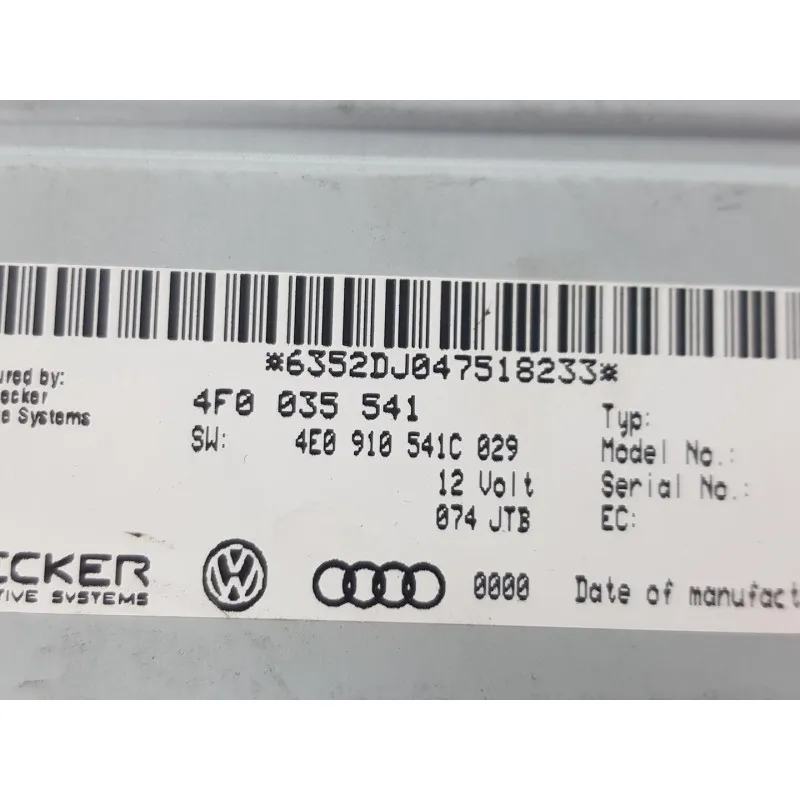 *6352DJ047518233*
ured by:
ecker
e Systems
4F0 035 541
SW: 4E0 910 541C 029
12 Volt
074 JTB
Typ:
Model No.:
Serial No.:
EC:
ECKER
TIVE SYSTEMS
0000
Date of manufact